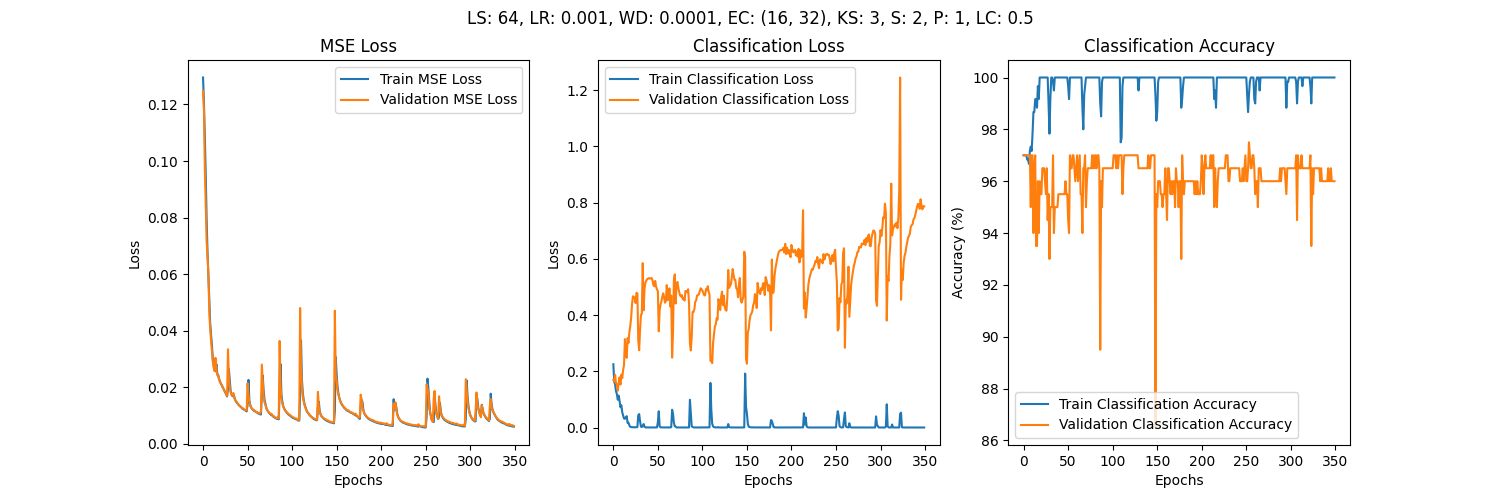 LS: 64, LR: 0.001, WD: 0.0001, EC: (16, 32), KS: 3, S: 2, P: 1, LC: 0.5
MSE Loss
Loss
0.12
0.10
0.08
0.06
0.04
0.02
0.00
Train MSE Loss
Validation MSE Loss
0 50 100 150 200 250 300 350
Epochs
Classification Loss
Loss
1.2
1.0
0.8
0.6
0.4
0.2
0.0
Train Classification Loss
Validation Classification Loss
0 50 100 150 200 250 300 350
Epochs
Classification Accuracy
Accuracy (%)
100
98
96
94
92
90
88
86
Train Classification Accuracy
Validation Classification Accuracy
0 50 100 150 200 250 300 350
Epochs